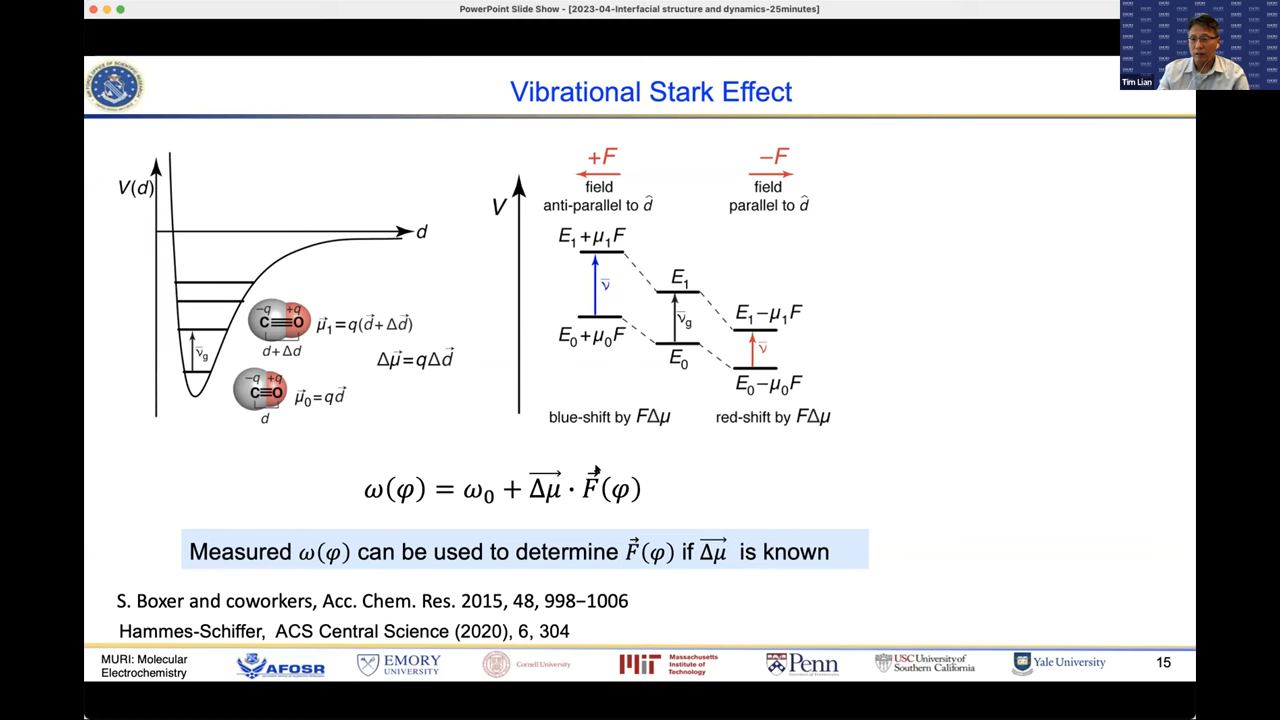 PowerPoint Slide Show - [2023-04-Interfacial structure and dynamics-25minutes]
Tim Lian
Vibrational Stark Effect
V(d)
d
−q +q
C≡O
d+Δd
μ⃗₁=q(d⃗+Δd⃗)
Δμ⃗=qΔd⃗
ν̅g
−q +q
C≡O
d
μ⃗₀=qd⃗
V
+F
field
anti-parallel to d̂
−F
field
parallel to d̂
E₁+μ₁F
ν̅
E₀+μ₀F
E₁
ν̅g
E₀
E₁−μ₁F
ν̅
E₀−μ₀F
blue-shift by FΔμ
red-shift by FΔμ
ω(φ) = ω₀ + Δμ⃗ · F⃗(φ)
Measured ω(φ) can be used to determine F⃗(φ) if Δμ⃗ is known
S. Boxer and coworkers, Acc. Chem. Res. 2015, 48, 998−1006
Hammes-Schiffer, ACS Central Science (2020), 6, 304
MURI: Molecular
Electrochemistry
AFOSR
EMORY
UNIVERSITY
Cornell University
MIT
Massachusetts
Institute of
Technology
Penn
USC University of
Southern California
Yale University
15